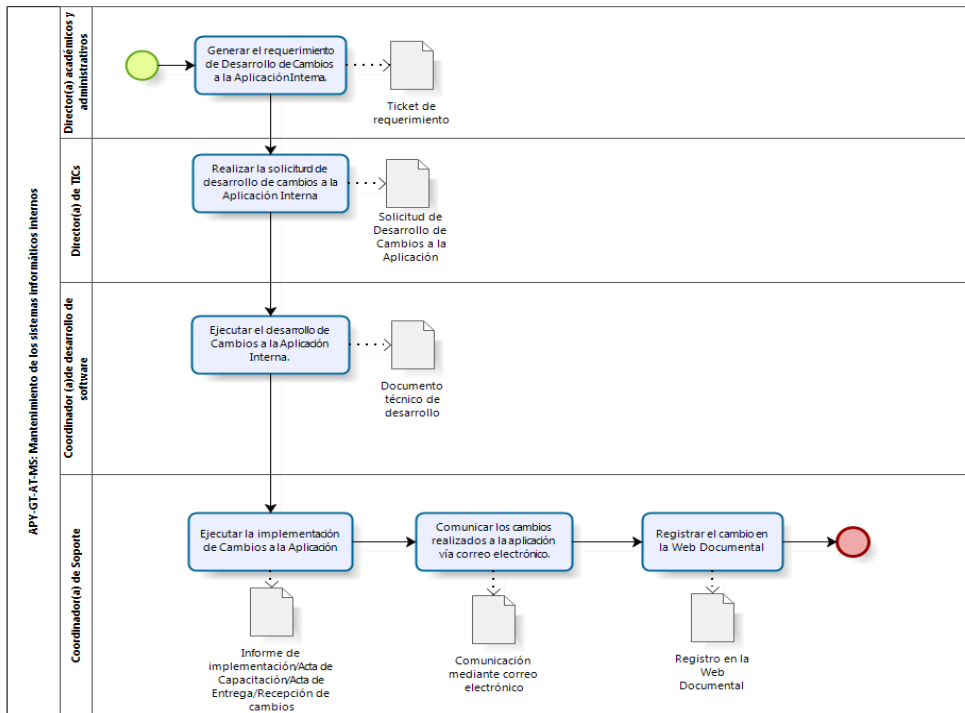 APY-GT-AT-MS: Mantenimiento de los sistemas informáticos internos
Director(a) académicos y
administrativos
Generar el requerimiento
de Desarrollo de Cambios
a la Aplicación Interna.
Ticket de
requerimiento
Director(a) de TICs
Realizar la soliciturd de
desarrollo de cambios a la
Aplicación Interna
Solicitud de
Desarrollo de
Cambios a la
Aplicación
Coordinador (a)de desarrollo de
software
Ejecutar el desarrollo de
Cambios a la Aplicación
Interna.
Documento
técnico de
desarrollo
Coordinador(a) de Soporte
Ejecutar la implementación
de Cambios a la Aplicación
Comunicar los cambios
realizados a la aplicación
vía correo electrónico.
Registrar el cambio en
la Web Documental
Informe de
implementación/Acta de
Capacitación/Acta de
Entrega/Recepción de
cambios
Comunicación
mediante correo
electrónico
Registro en la
Web
Documental